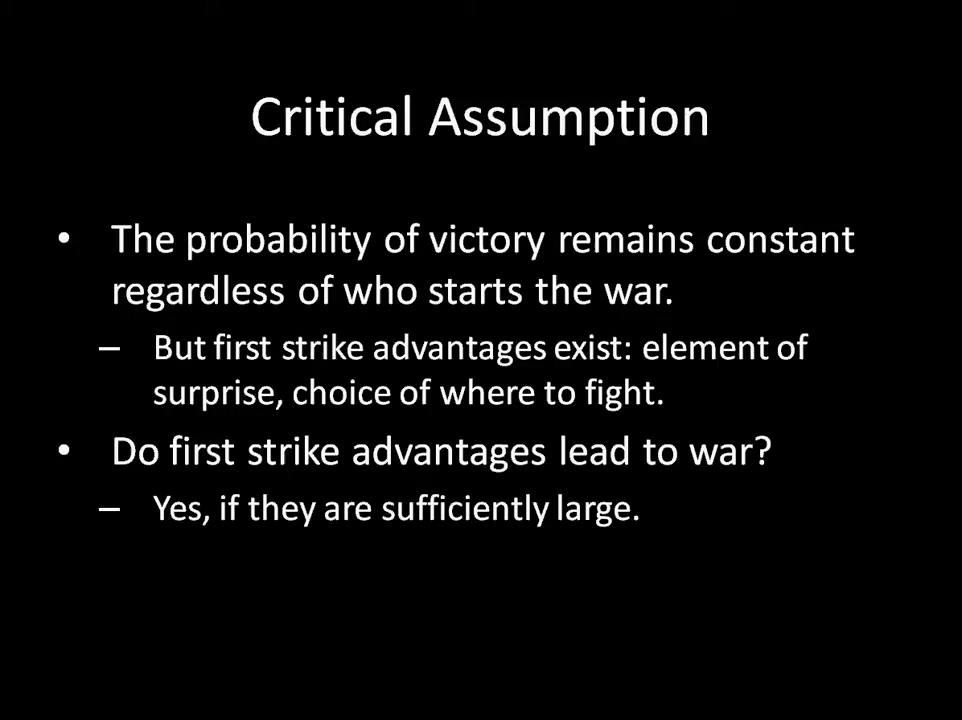 Critical Assumption
• The probability of victory remains constant
regardless of who starts the war.
– But first strike advantages exist: element of
surprise, choice of where to fight.
• Do first strike advantages lead to war?
– Yes, if they are sufficiently large.